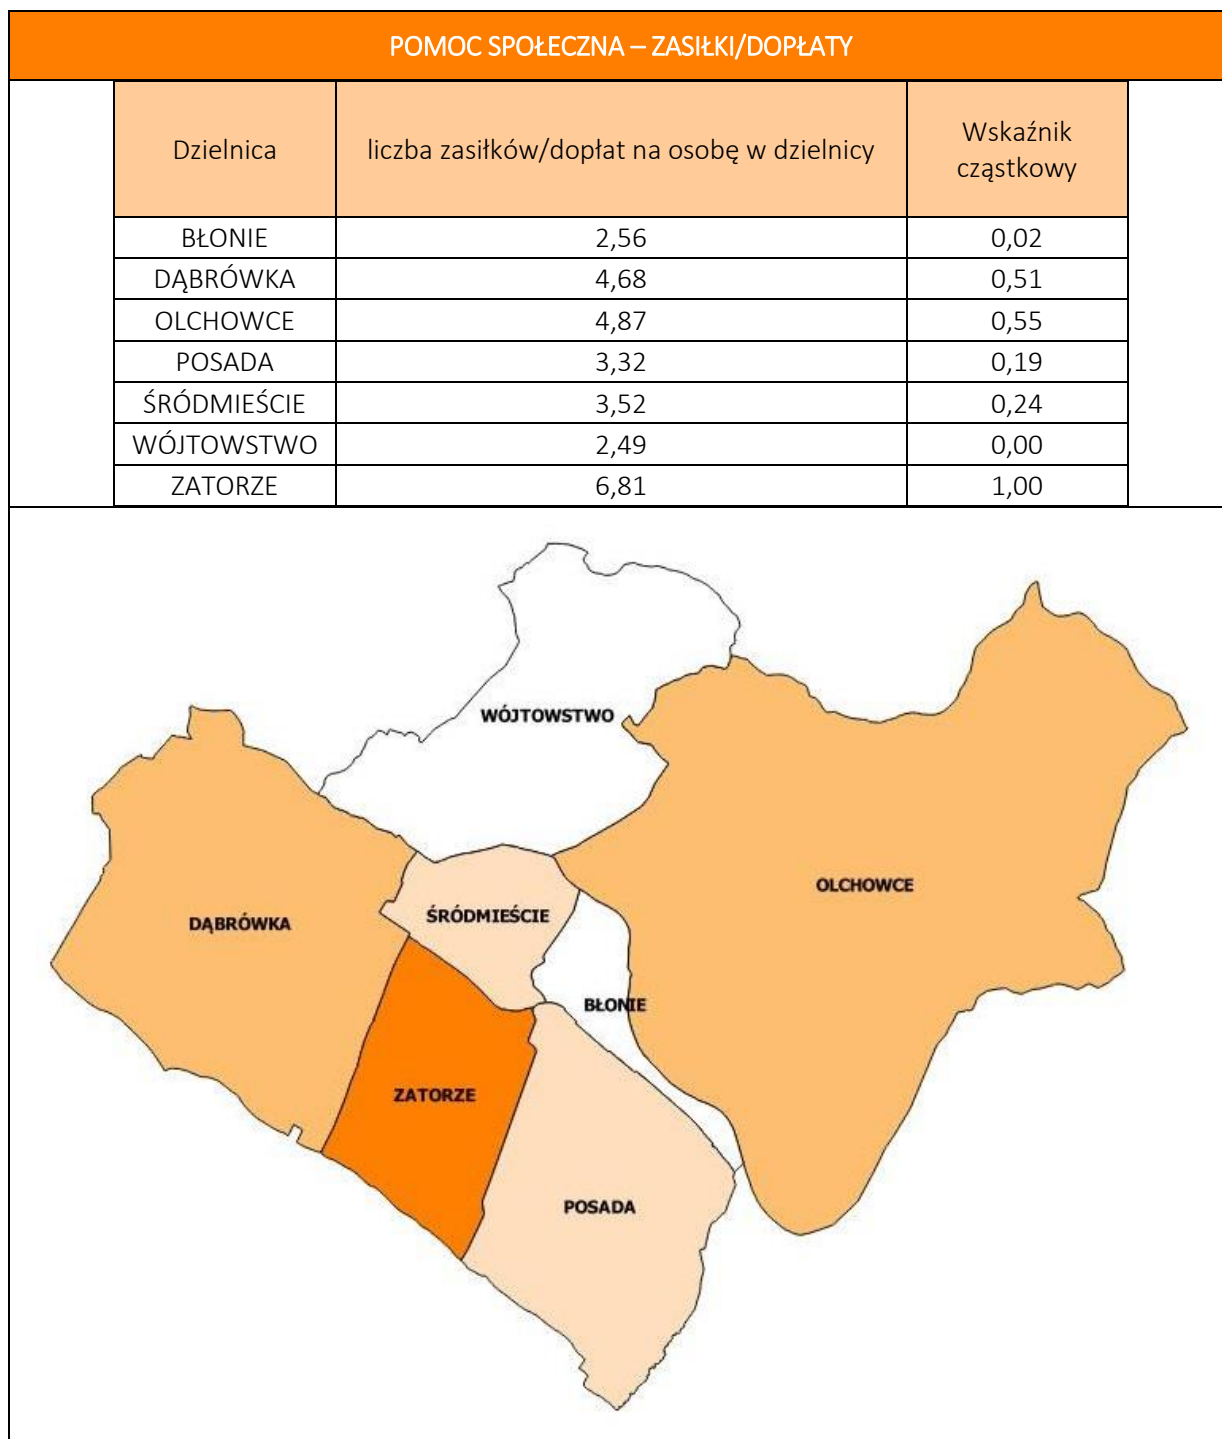 POMOC SPOŁECZNA – ZASIŁKI/DOPŁATY
Dzielnica liczba zasiłków/dopłat na osobę w dzielnicy Wskaźnik
cząstkowy
BŁONIE 2,56 0,02
DĄBRÓWKA 4,68 0,51
OLCHOWCE 4,87 0,55
POSADA 3,32 0,19
ŚRÓDMIEŚCIE 3,52 0,24
WÓJTOWSTWO 2,49 0,00
ZATORZE 6,81 1,00
WÓJTOWSTWO
OLCHOWCE
ŚRÓDMIEŚCIE
DĄBRÓWKA
BŁONIE
ZATORZE
POSADA